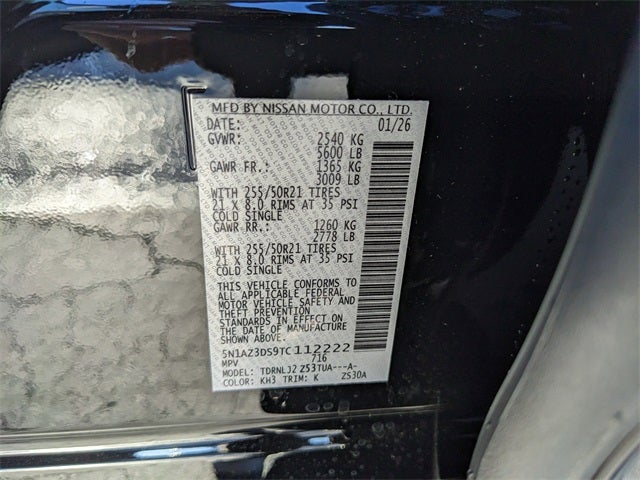 MFD BY NISSAN MOTOR CO., LTD.
DATE: 01/26
GVWR: 2540 KG
5600 LB
GAWR FR.: 1365 KG
3009 LB
WITH 255/50R21 TIRES
21 X 8.0 RIMS AT 35 PSI
COLD SINGLE
GAWR RR.: 1260 KG
2778 LB
WITH 255/50R21 TIRES
21 X 8.0 RIMS AT 35 PSI
COLD SINGLE
THIS VEHICLE CONFORMS TO
ALL APPLICABLE FEDERAL
MOTOR VEHICLE SAFETY AND
THEFT PREVENTION
STANDARDS IN EFFECT ON
THE DATE OF MANUFACTURE
SHOWN ABOVE.
5N1AZ3DS9TC112222
MPV 716
MODEL: TDRNLJ2 Z53TUA---A-
COLOR: KH3 TRIM: K ZS30A